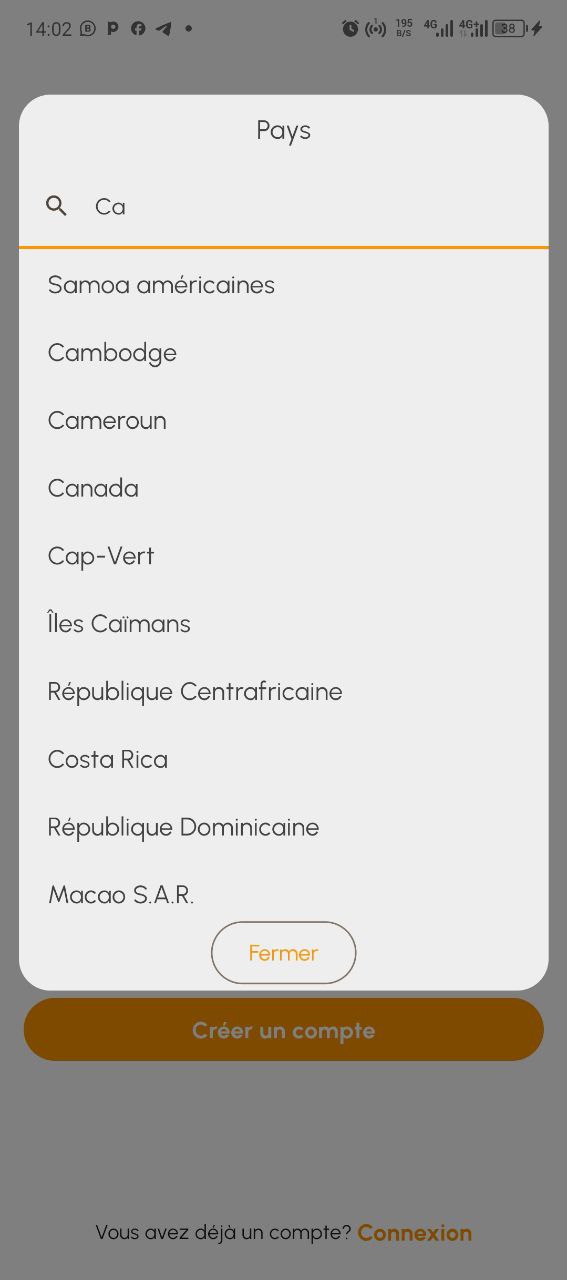 14:02 195 4G 4G+ 38
B/S
Pays
Ca
Samoa américaines
Cambodge
Cameroun
Canada
Cap-Vert
Îles Caïmans
République Centrafricaine
Costa Rica
République Dominicaine
Macao S.A.R.
Fermer
Créer un compte
Vous avez déjà un compte? Connexion